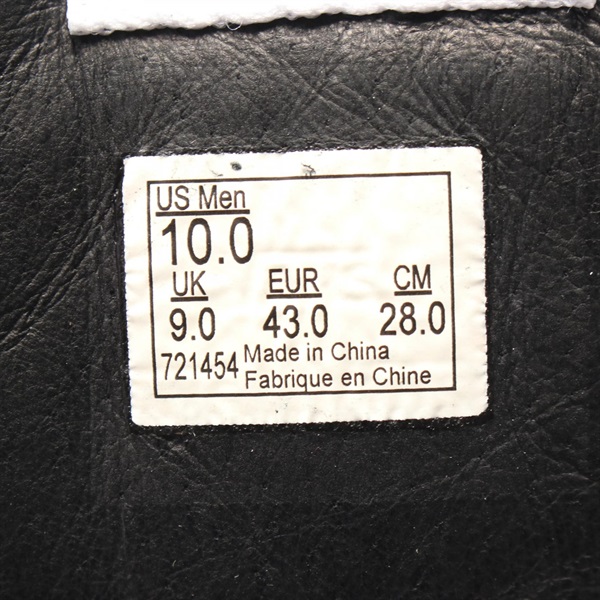 US Men
10.0
UK EUR CM
9.0 43.0 28.0
721454 Made in China
Fabrique en Chine